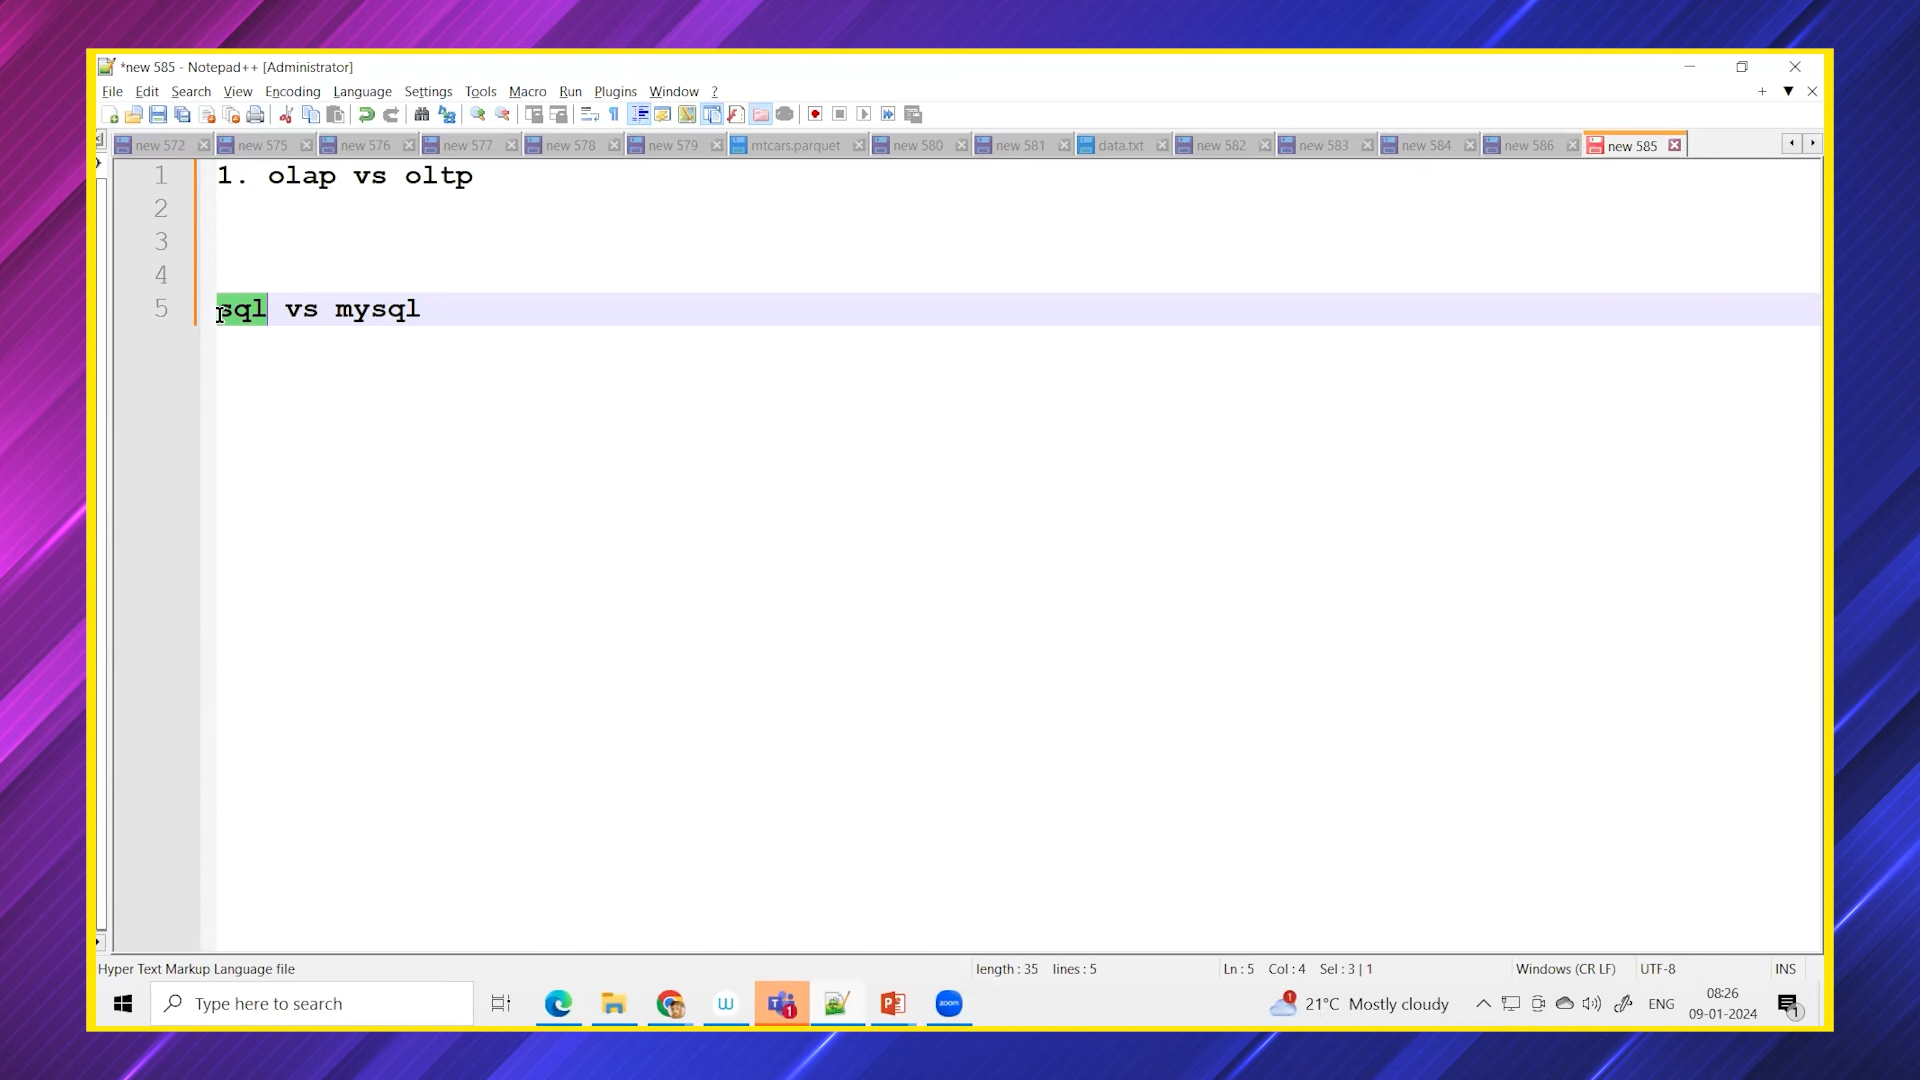 *new 585 - Notepad++ [Administrator]
File Edit Search View Encoding Language Settings Tools Macro Run Plugins Window ?
new 572 new 575 new 576 new 577 new 578 new 579 mtcars.parquet new 580 new 581 data.txt new 582 new 583 new 584 new 586 new 585
1 1. olap vs oltp
2
3
4
5 sql vs mysql
Hyper Text Markup Language file length : 35 lines : 5 Ln : 5 Col : 4 Sel : 3 | 1 Windows (CR LF) UTF-8 INS
Type here to search W 1 zoom 1 21°C Mostly cloudy ENG 08:26 1
09-01-2024